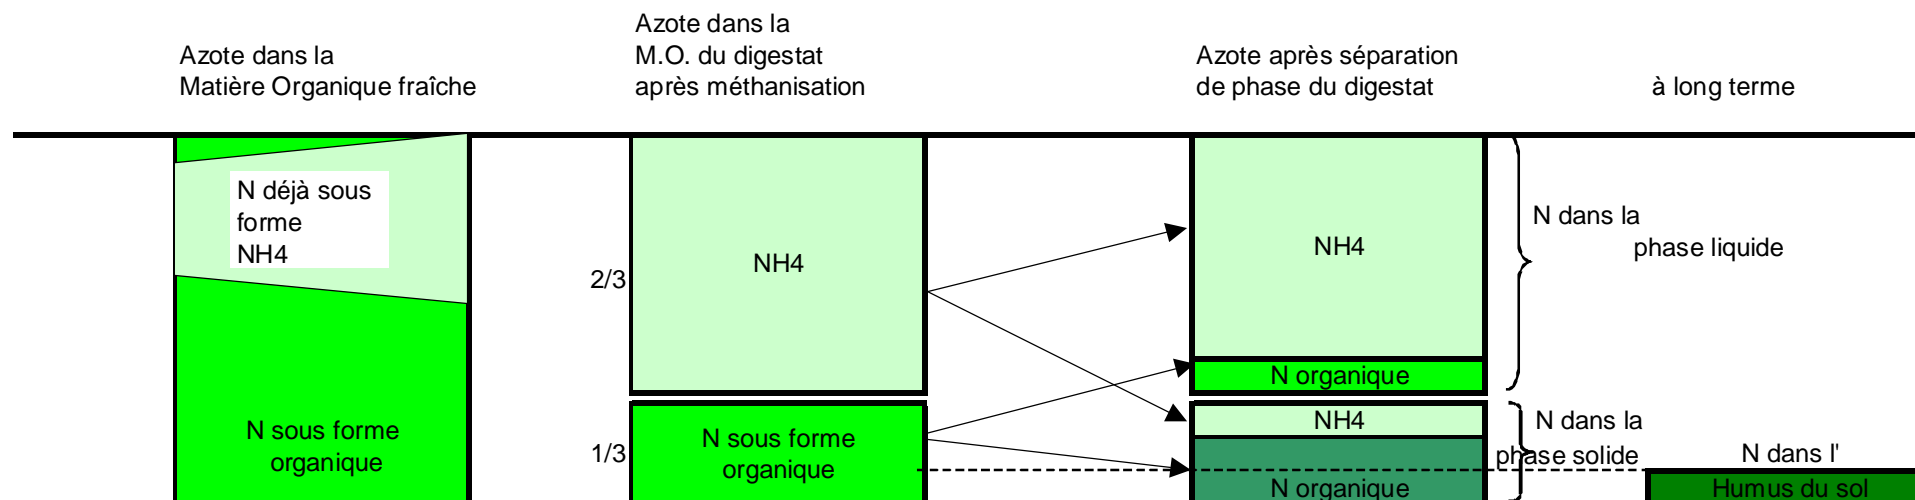 Azote dans la
Matière Organique fraîche
Azote dans la
M.O. du digestat
après méthanisation
Azote après séparation
de phase du digestat
à long terme
N déjà sous
forme
NH4
N sous forme
organique
2/3
NH4
1/3
N sous forme
organique
NH4
N organique
NH4
N organique
N dans la
phase liquide
N dans la
phase solide
N dans l'
Humus du sol